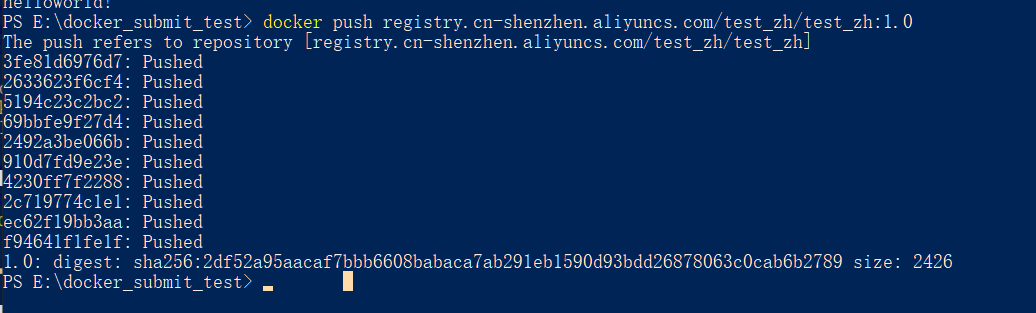 helloworld!
PS E:\docker_submit_test> docker push registry.cn-shenzhen.aliyuncs.com/test_zh/test_zh:1.0
The push refers to repository [registry.cn-shenzhen.aliyuncs.com/test_zh/test_zh]
3fe81d6976d7: Pushed
2633623f6cf4: Pushed
5194c23c2bc2: Pushed
69bbfe9f27d4: Pushed
2492a3be066b: Pushed
910d7fd9e23e: Pushed
4230ff7f2288: Pushed
2c719774c1e1: Pushed
ec62f19bb3aa: Pushed
f94641f1fe1f: Pushed
1.0: digest: sha256:2df52a95aacaf7bbb6608babaca7ab291eb1590d93bdd26878063c0cab6b2789 size: 2426
PS E:\docker_submit_test>